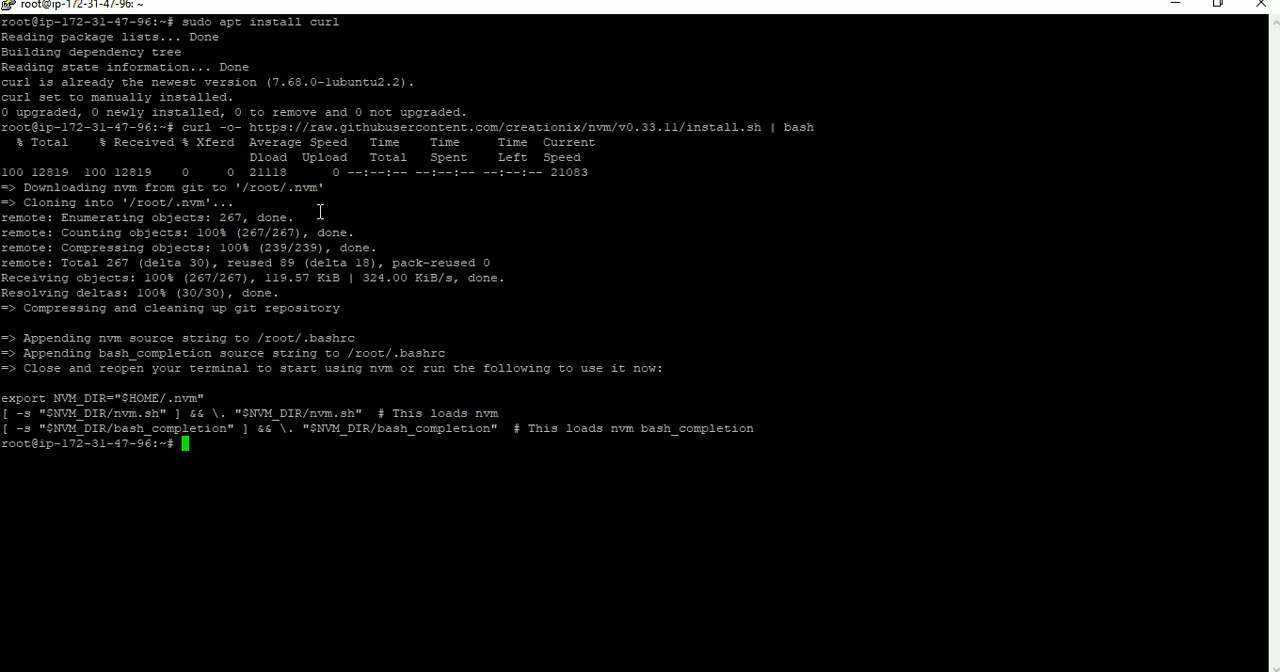 root@ip-172-31-47-96: ~
root@ip-172-31-47-96:~# sudo apt install curl
Reading package lists... Done
Building dependency tree
Reading state information... Done
curl is already the newest version (7.68.0-1ubuntu2.2).
curl set to manually installed.
0 upgraded, 0 newly installed, 0 to remove and 0 not upgraded.
root@ip-172-31-47-96:~# curl -o- https://raw.githubusercontent.com/creationix/nvm/v0.33.11/install.sh | bash
  % Total    % Received % Xferd  Average Speed   Time    Time     Time  Current
                                 Dload  Upload   Total   Spent    Left  Speed
100 12819  100 12819    0     0  21118      0 --:--:-- --:--:-- --:--:-- 21083
=> Downloading nvm from git to '/root/.nvm'
=> Cloning into '/root/.nvm'...
remote: Enumerating objects: 267, done.
remote: Counting objects: 100% (267/267), done.
remote: Compressing objects: 100% (239/239), done.
remote: Total 267 (delta 30), reused 89 (delta 18), pack-reused 0
Receiving objects: 100% (267/267), 119.57 KiB | 324.00 KiB/s, done.
Resolving deltas: 100% (30/30), done.
=> Compressing and cleaning up git repository
=> Appending nvm source string to /root/.bashrc
=> Appending bash_completion source string to /root/.bashrc
=> Close and reopen your terminal to start using nvm or run the following to use it now:
export NVM_DIR="$HOME/.nvm"
[ -s "$NVM_DIR/nvm.sh" ] && \. "$NVM_DIR/nvm.sh"  # This loads nvm
[ -s "$NVM_DIR/bash_completion" ] && \. "$NVM_DIR/bash_completion"  # This loads nvm bash_completion
root@ip-172-31-47-96:~#